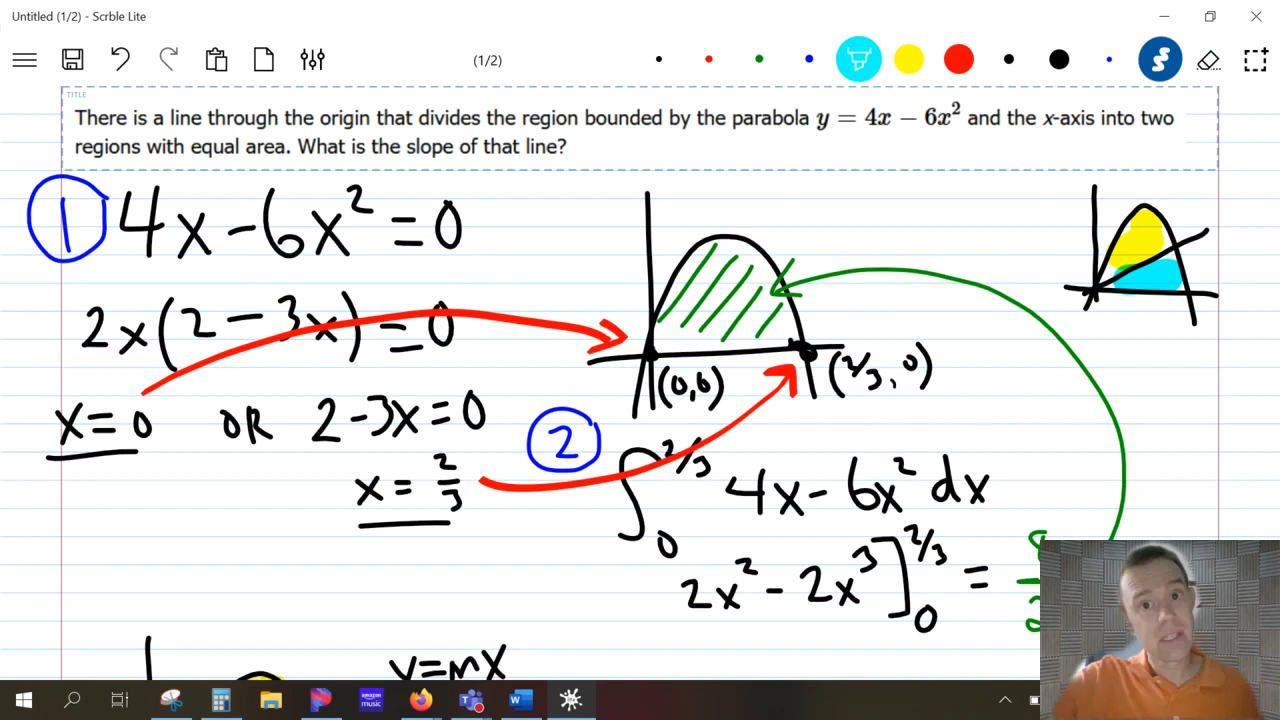 Untitled (1/2) - Scrble Lite
(1/2)
TITLE
There is a line through the origin that divides the region bounded by the parabola y = 4x − 6x² and the x-axis into two
regions with equal area. What is the slope of that line?
1 4x - 6x² = 0
2x(2 - 3x) = 0
x = 0 OR 2 - 3x = 0
x = 2/3
(0,0)
(2/3, 0)
2
∫₀^2/3 4x - 6x² dx
2x² - 2x³ ]₀^2/3 =
y = mx
amazon
music